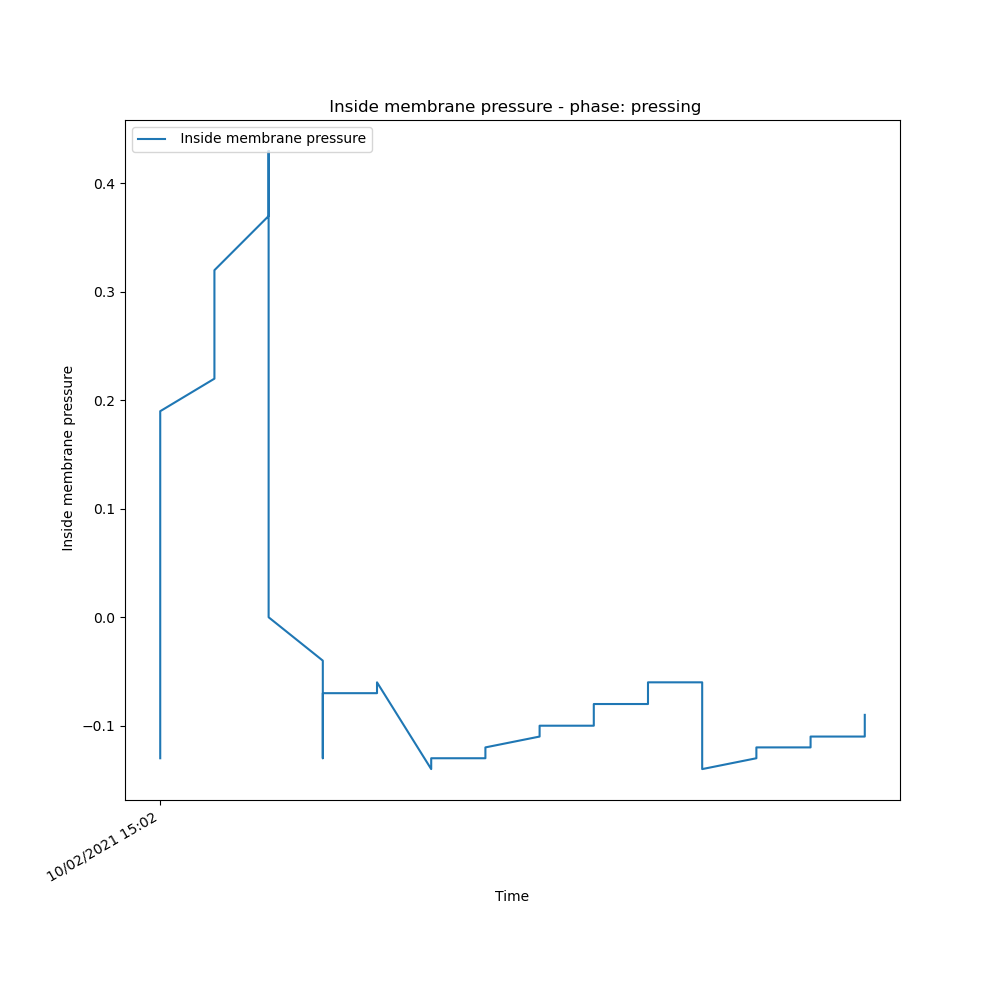 Inside membrane pressure - phase: pressing
Inside membrane pressure
0.4
0.3
0.2
0.1
0.0
−0.1
Inside membrane pressure
10/02/2021 15:02
Time